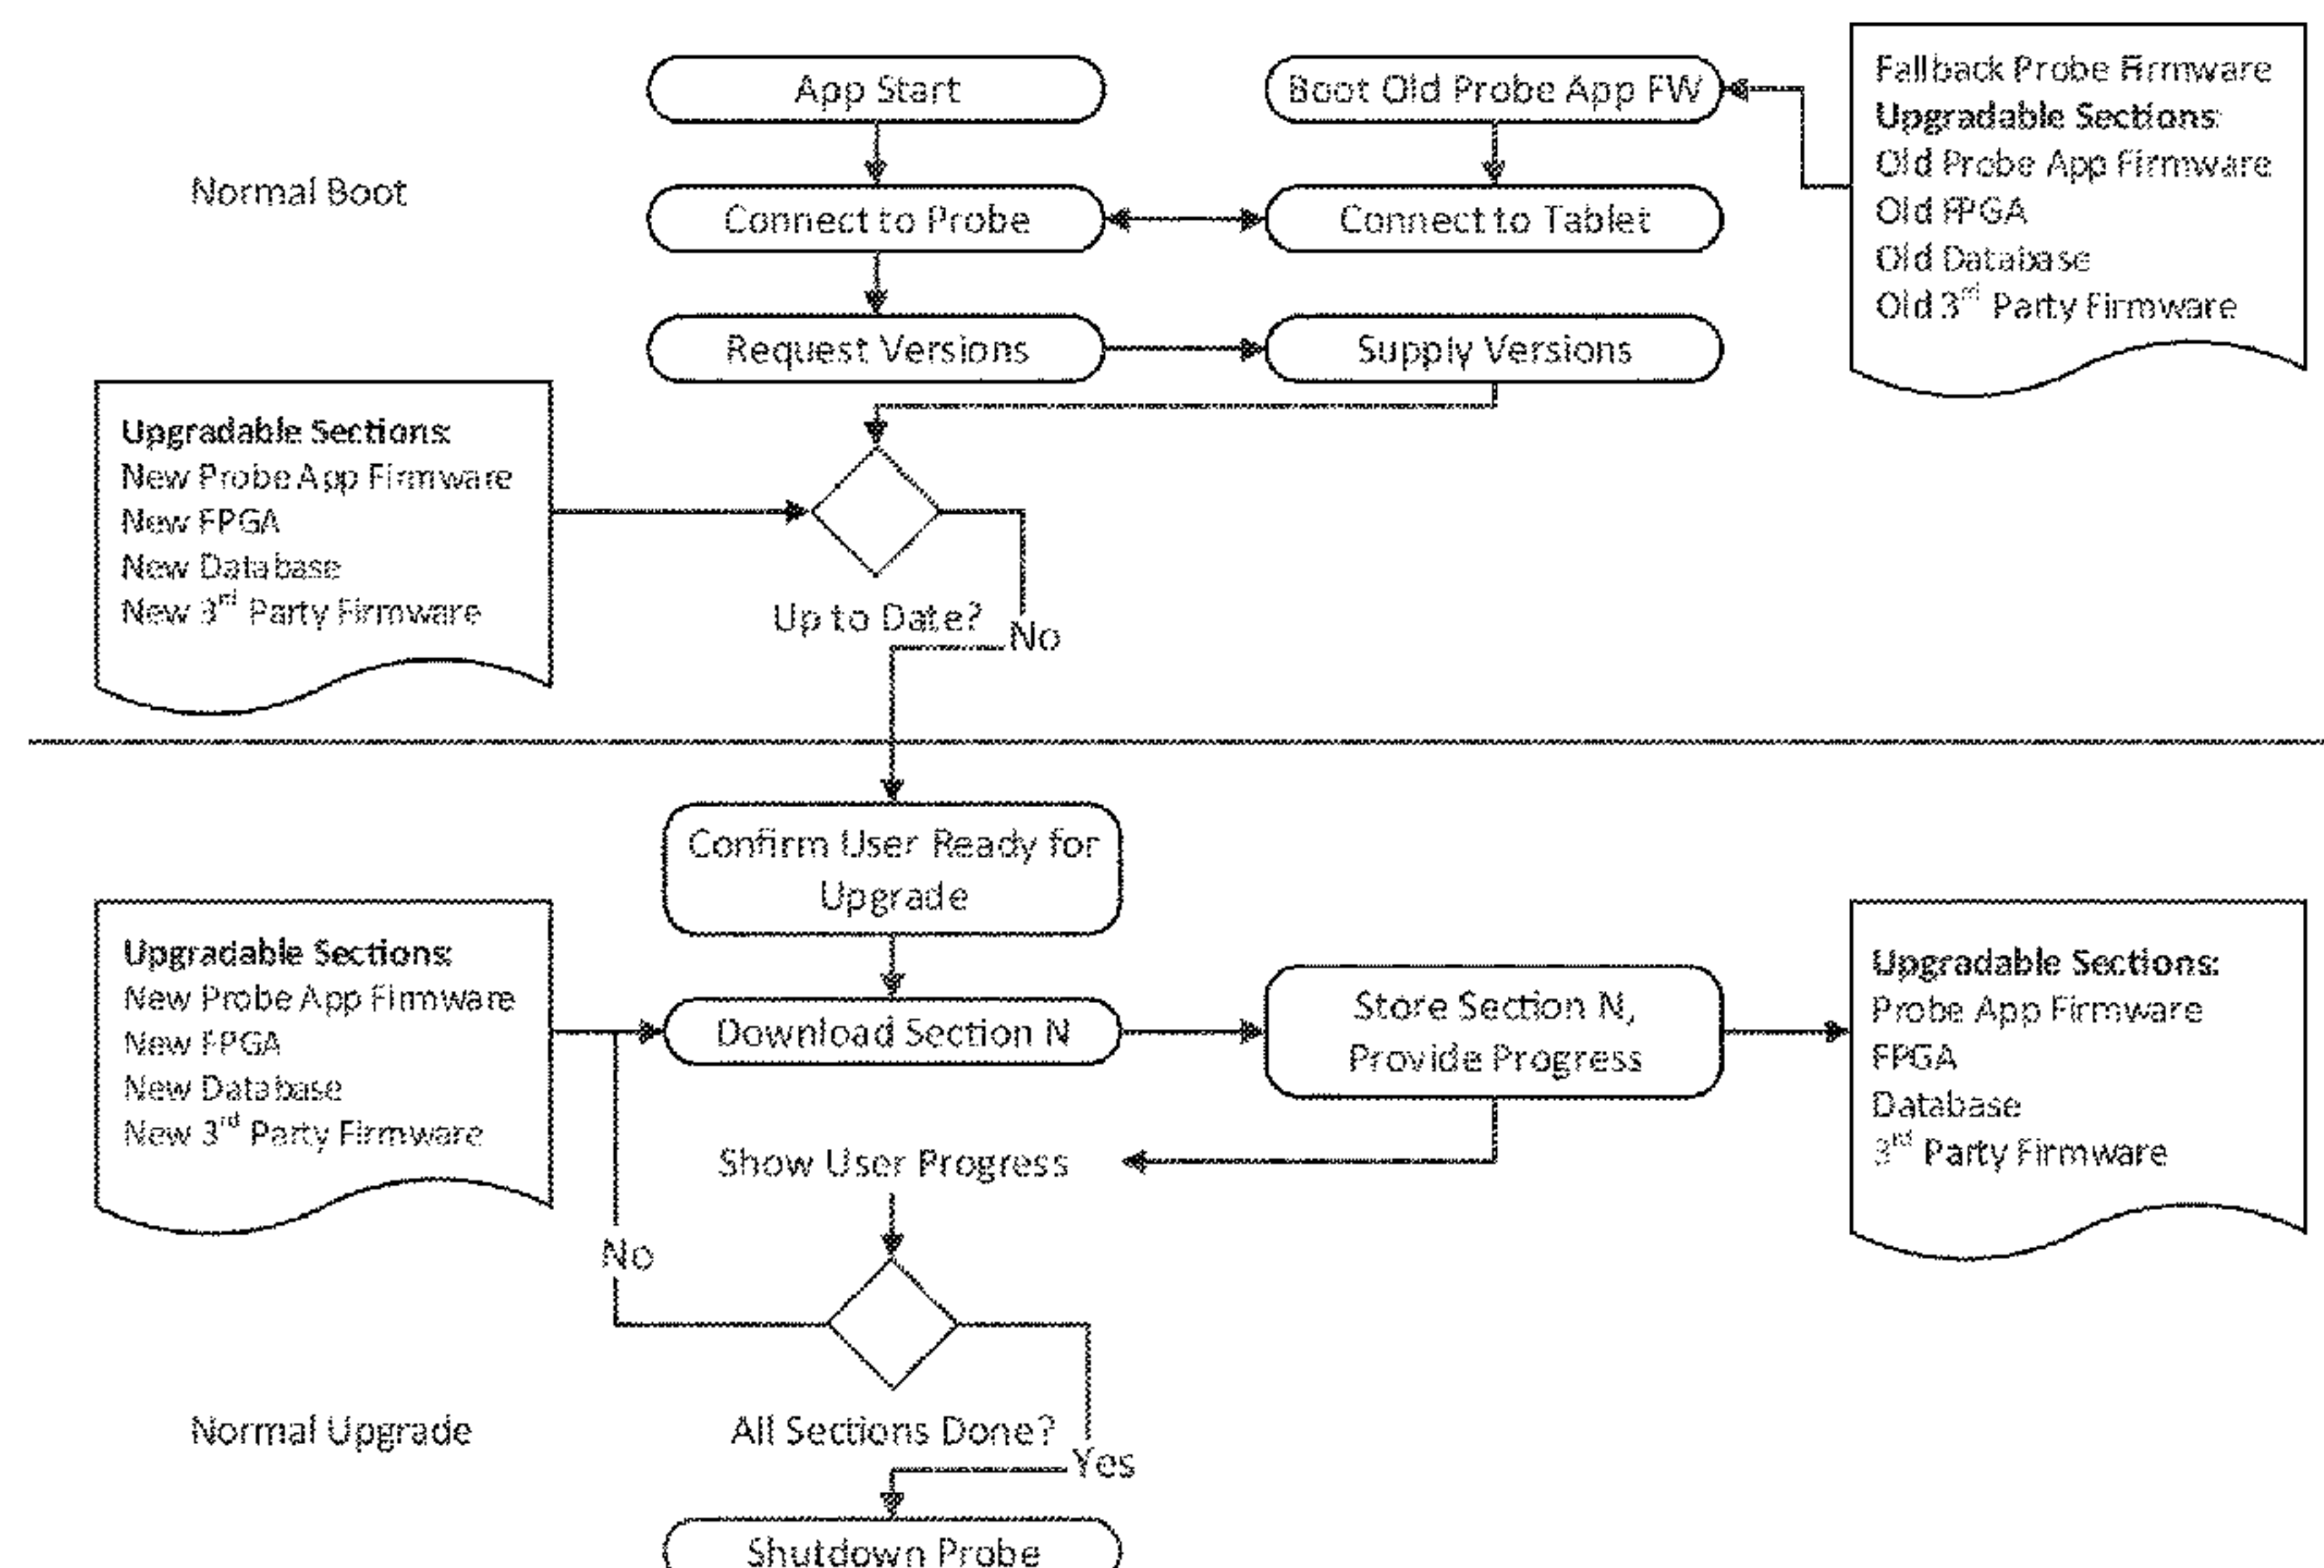 App Start
Boot Old Probe App FW
Fallback Probe Firmware
Upgradable Sections:
Old Probe App Firmware
Old FPGA
Old Database
Old 3rd Party Firmware
Normal Boot
Connect to Probe
Connect to Tablet
Request Versions
Supply Versions
Upgradable Sections:
New Probe App Firmware
New FPGA
New Database
New 3rd Party Firmware
Up to Date?
No
Confirm User Ready for
Upgrade
Upgradable Sections:
New Probe App Firmware
New FPGA
New Database
New 3rd Party Firmware
Download Section N
Store Section N,
Provide Progress
Upgradable Sections:
Probe App Firmware
FPGA
Database
3rd Party Firmware
Show User Progress
No
Normal Upgrade
All Sections Done?
Yes
Shutdown Probe